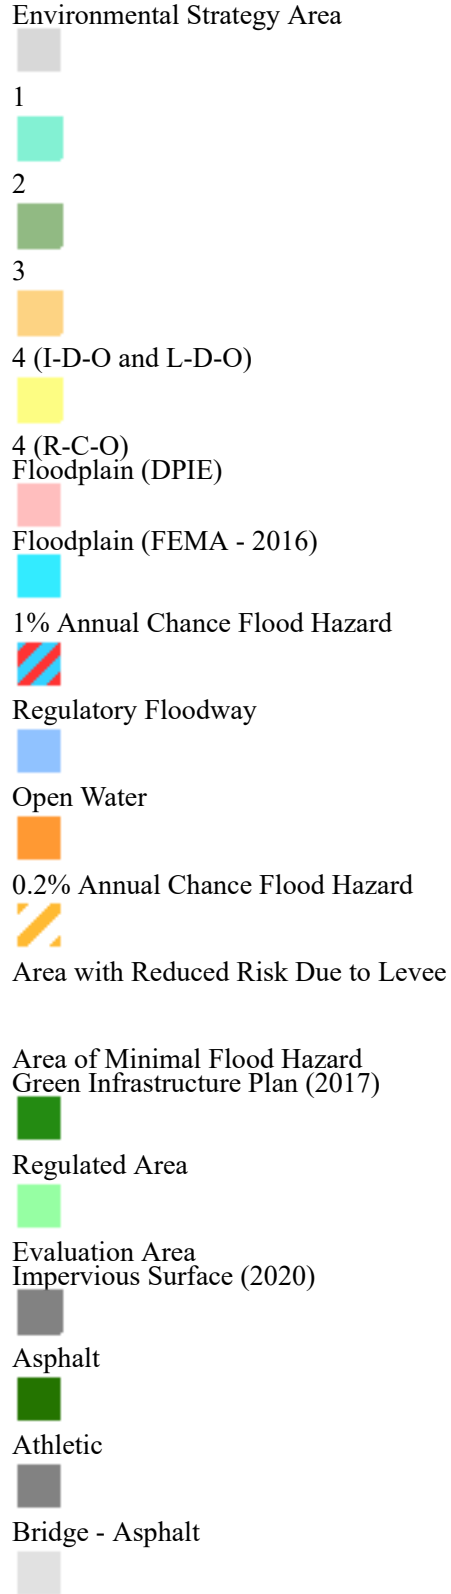 Environmental Strategy Area
1
2
3
4 (I-D-O and L-D-O)
4 (R-C-O)
Floodplain (DPIE)
Floodplain (FEMA - 2016)
1% Annual Chance Flood Hazard
Regulatory Floodway
Open Water
0.2% Annual Chance Flood Hazard
Area with Reduced Risk Due to Levee
Area of Minimal Flood Hazard
Green Infrastructure Plan (2017)
Regulated Area
Evaluation Area
Impervious Surface (2020)
Asphalt
Athletic
Bridge - Asphalt